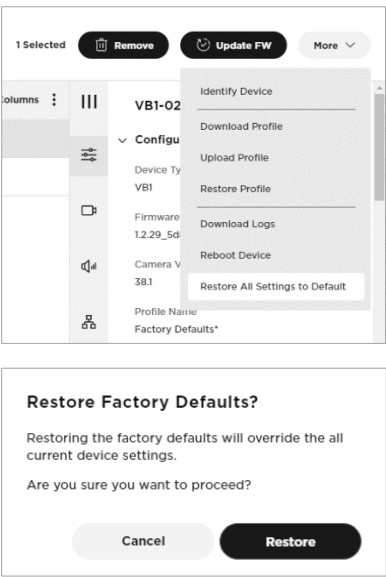 1 Selected
Remove
Update FW
More
olumns
VB1-02
Configu
Device Ty
VB1
Firmware
1.2.29_5d
Camera V
38.1
Profile Name
Factory Defaults*
Identify Device
Download Profile
Upload Profile
Restore Profile
Download Logs
Reboot Device
Restore All Settings to Default
Restore Factory Defaults?
Restoring the factory defaults will override the all
current device settings.
Are you sure you want to proceed?
Cancel
Restore